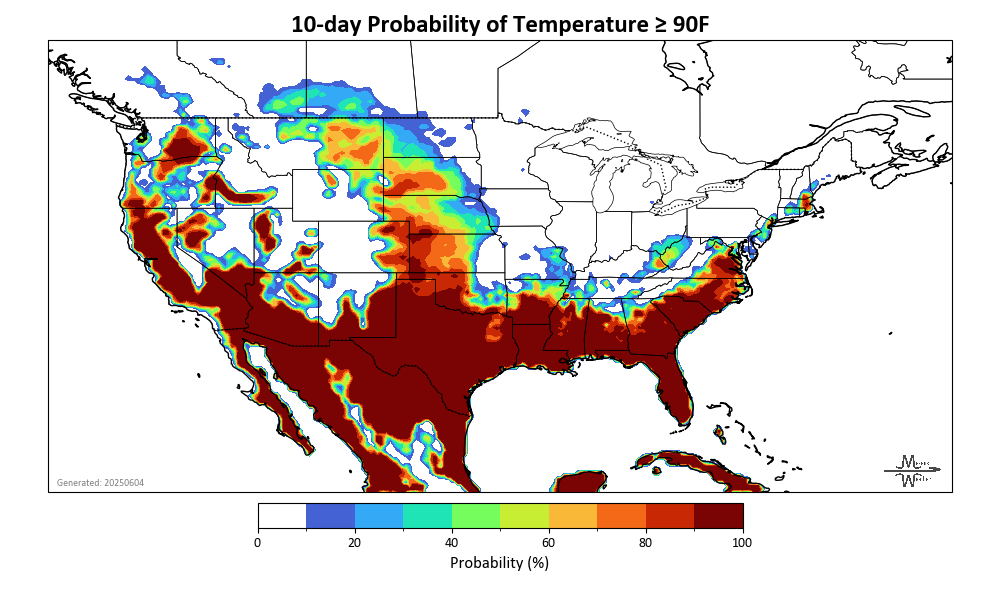 10-day Probability of Temperature ≥ 90F
Generated: 20250604
0 20 40 60 80 100
Probability (%)